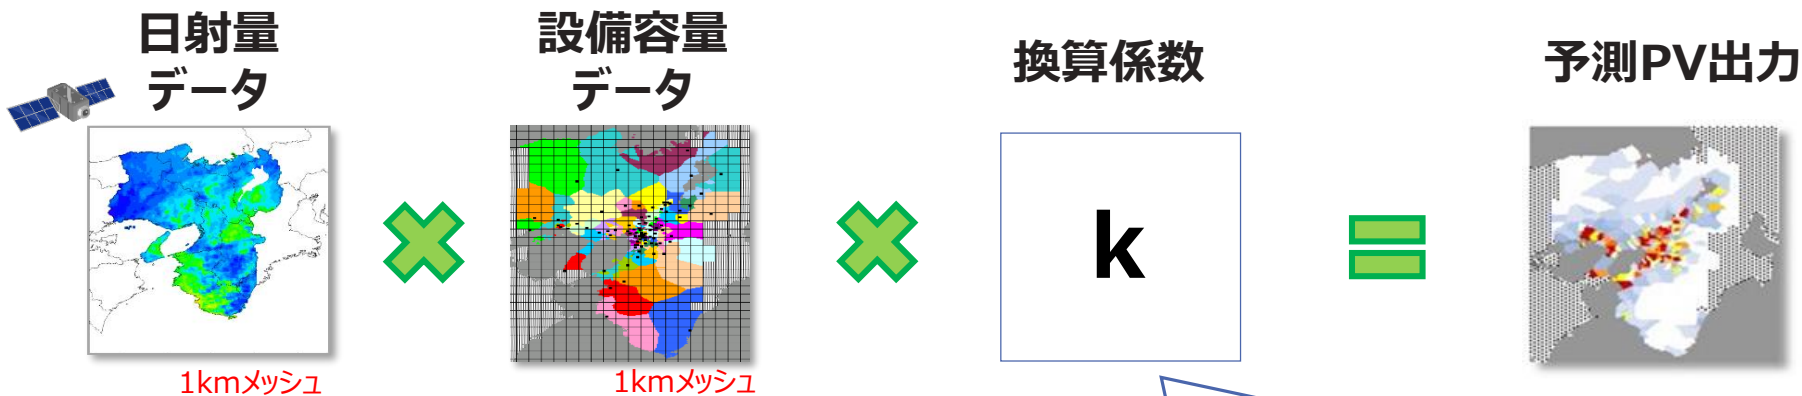 日射量
データ
設備容量
データ
換算係数
予測PV出力
k
1kmメッシュ
1kmメッシュ